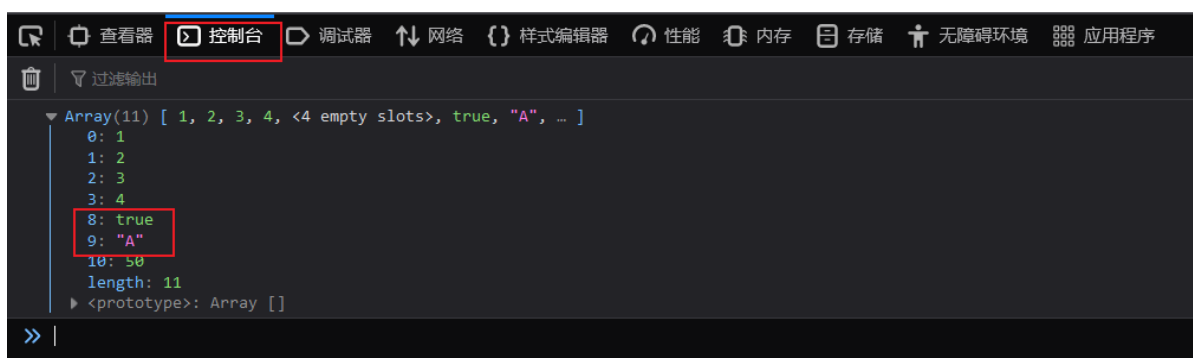 查看器 控制台 调试器 网络 {} 样式编辑器 性能 内存 存储 无障碍环境 应用程序
过滤输出
Array(11) [ 1, 2, 3, 4, <4 empty slots>, true, "A", … ]
0: 1
1: 2
2: 3
3: 4
8: true
9: "A"
10: 50
length: 11
<prototype>: Array []